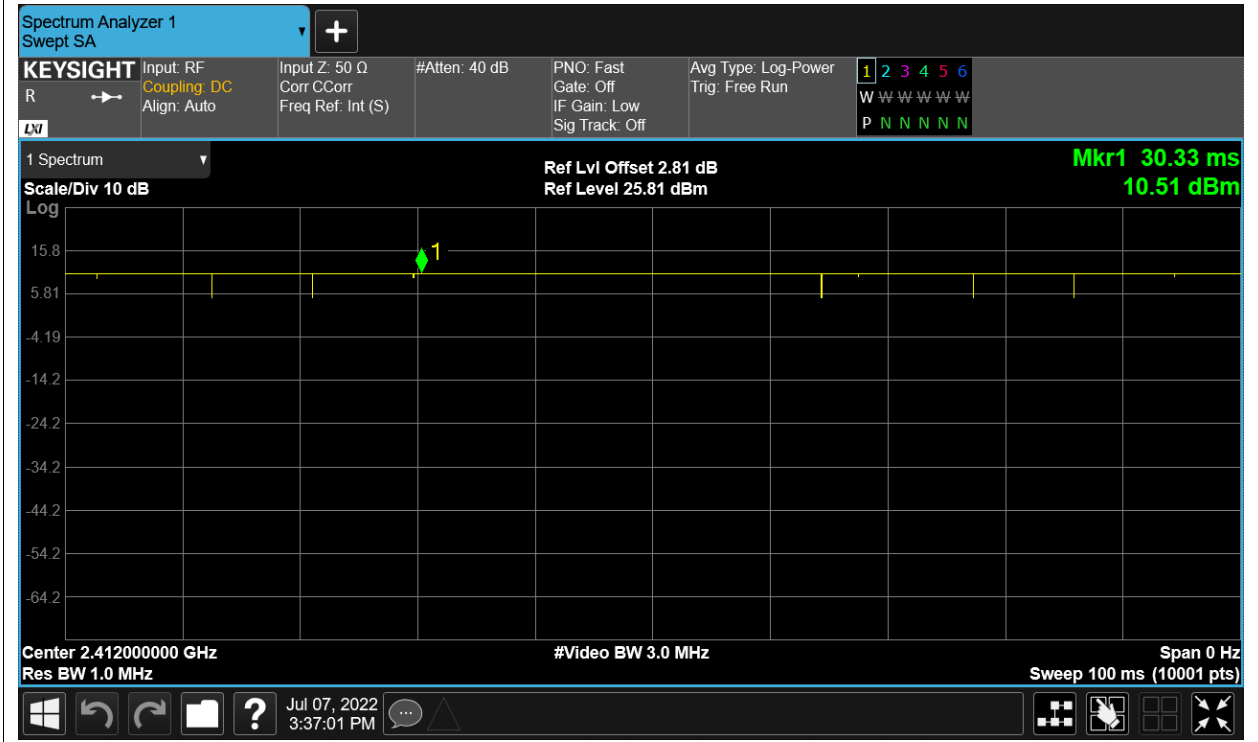 Spectrum Analyzer 1
Swept SA
KEYSIGHT
R
LXI
Input: RF
Coupling: DC
Align: Auto
Input Z: 50 Ω
Corr CCorr
Freq Ref: Int (S)
#Atten: 40 dB
PNO: Fast
Gate: Off
IF Gain: Low
Sig Track: Off
Avg Type: Log-Power
Trig: Free Run
1 2 3 4 5 6
W W W W W W
P N N N N N
1 Spectrum
Scale/Div 10 dB
Ref Lvl Offset 2.81 dB
Ref Level 25.81 dBm
Mkr1 30.33 ms
10.51 dBm
Log
1
15.8
5.81
-4.19
-14.2
-24.2
-34.2
-44.2
-54.2
-64.2
Center 2.412000000 GHz
#Video BW 3.0 MHz
Span 0 Hz
Res BW 1.0 MHz
Sweep 100 ms (10001 pts)
?
Jul 07, 2022
3:37:01 PM